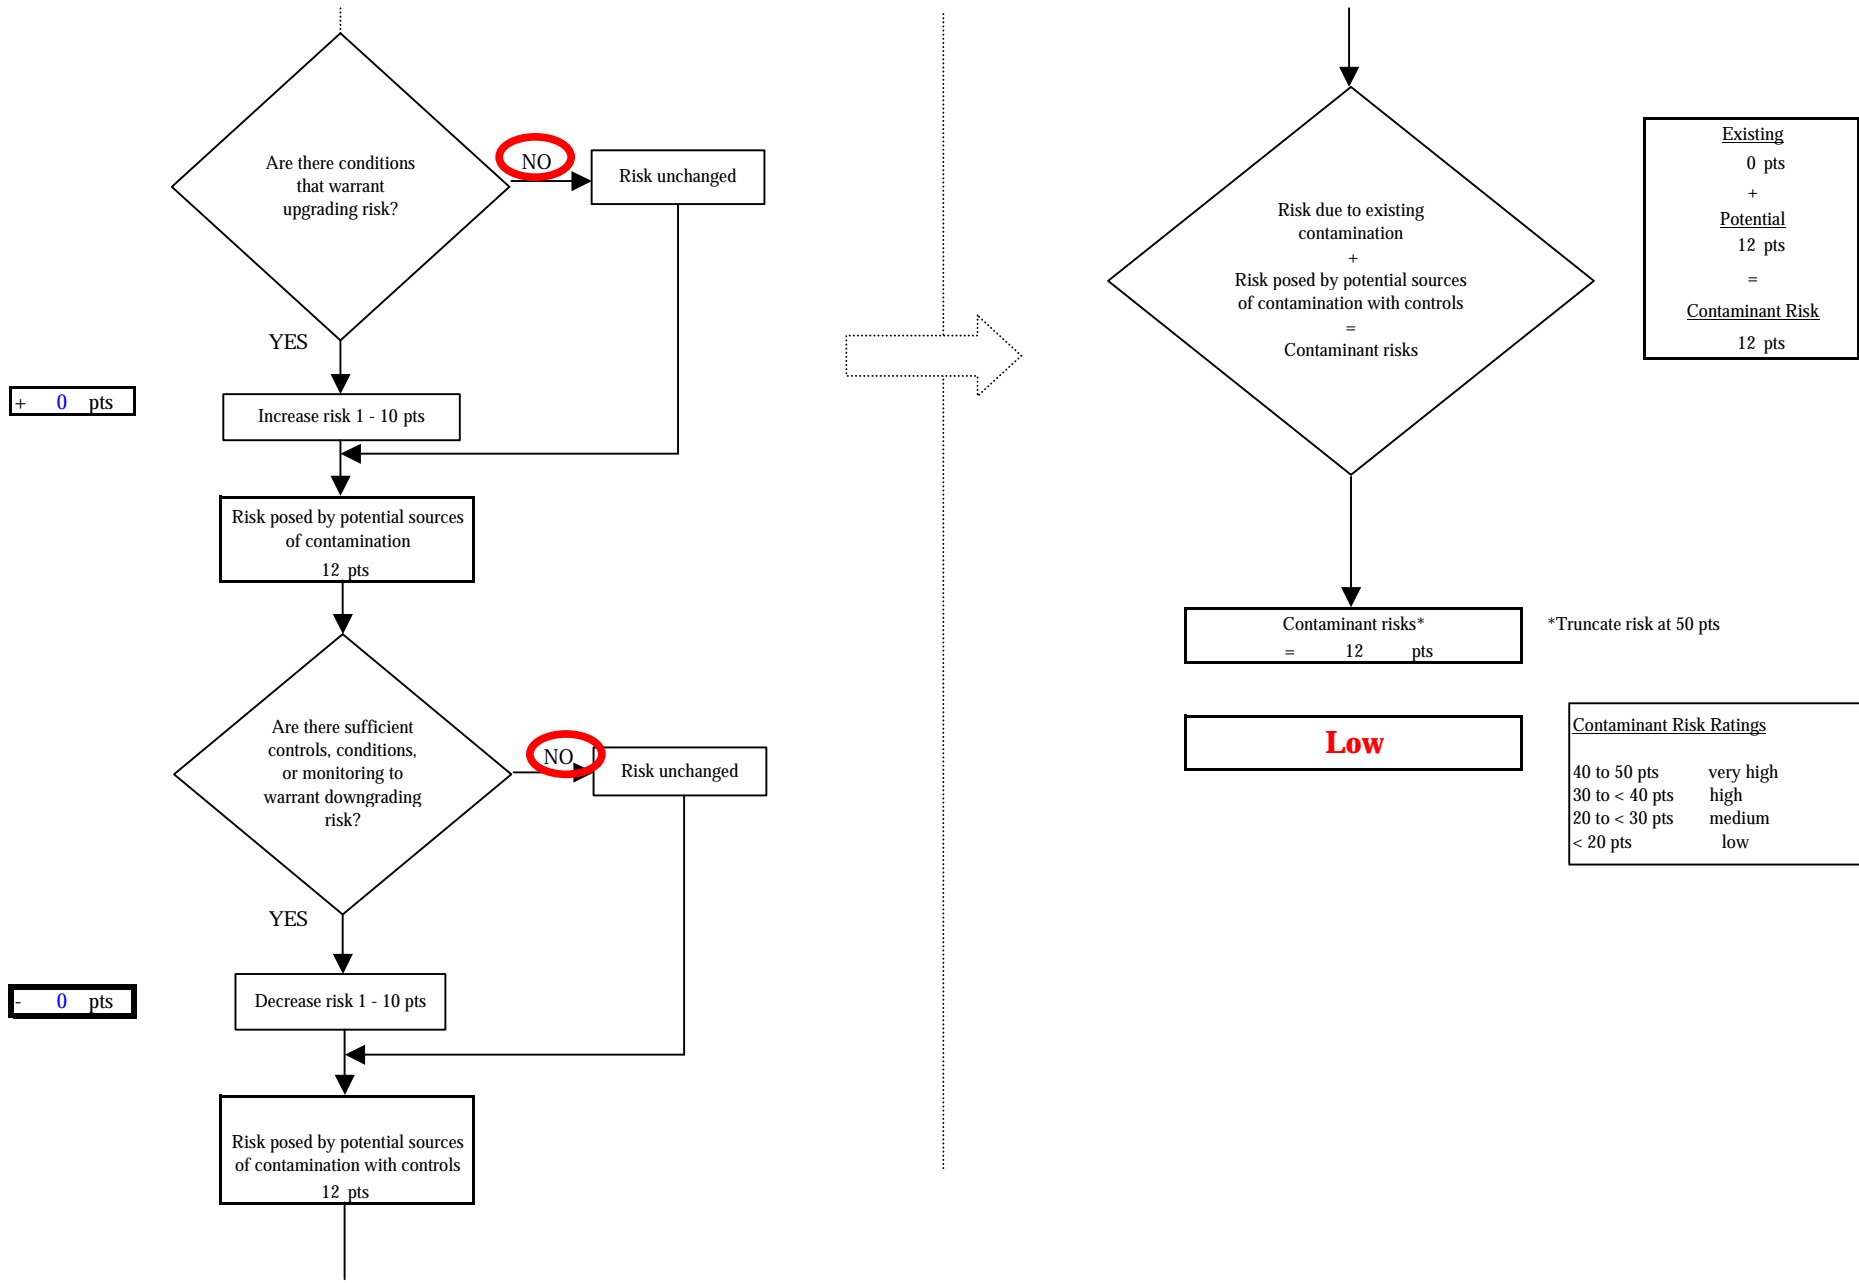 Are there conditions
that warrant
upgrading risk?
NO
Risk unchanged
YES
+ 0 pts
Increase risk 1 - 10 pts
Risk posed by potential sources
of contamination
12 pts
Are there sufficient
controls, conditions,
or monitoring to
warrant downgrading
risk?
NO
Risk unchanged
YES
- 0 pts
Decrease risk 1 - 10 pts
Risk posed by potential sources
of contamination with controls
12 pts
Risk due to existing
contamination
+
Risk posed by potential sources
of contamination with controls
=
Contaminant risks
Existing
0 pts
+
Potential
12 pts
=
Contaminant Risk
12 pts
Contaminant risks*
= 12 pts
*Truncate risk at 50 pts
Low
Contaminant Risk Ratings
40 to 50 pts very high
30 to < 40 pts high
20 to < 30 pts medium
< 20 pts low